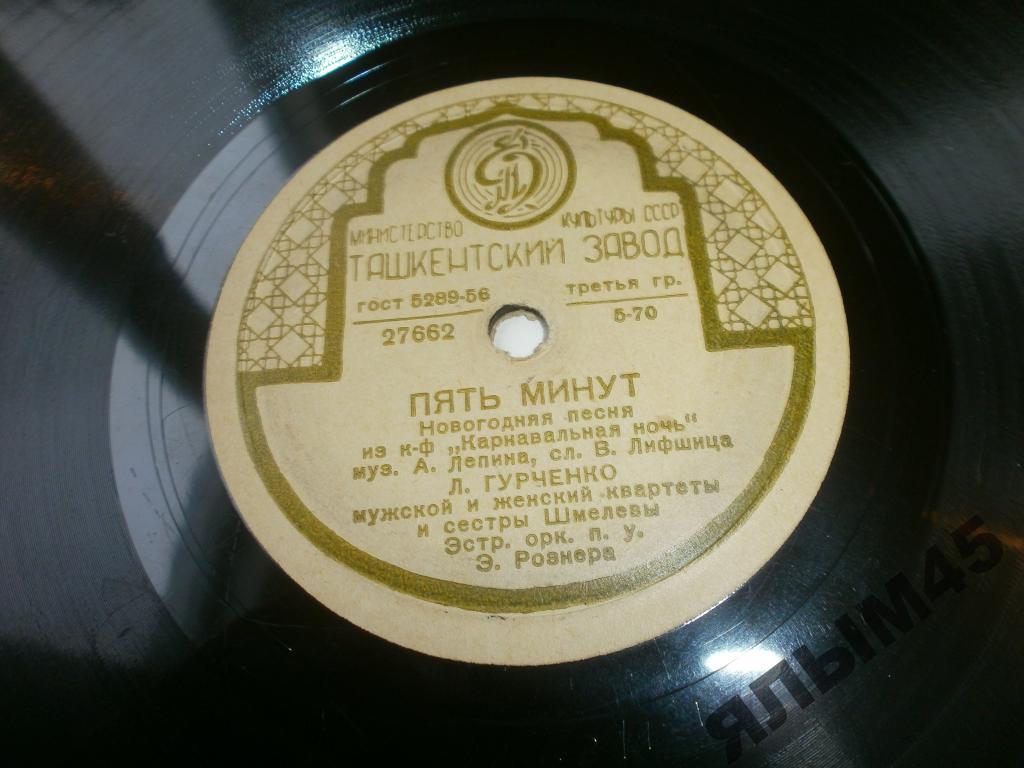 МИНИСТЕРСТВО КУЛЬТУРЫ СССР
ТАШКЕНТСКИЙ ЗАВОД
гост 5289-56 третья гр.
27662 5-70
ПЯТЬ МИНУТ
Новогодняя песня
из к-ф „Карнавальная ночь"
муз. А. Лепина, сл. В. Лифшица
Л. ГУРЧЕНКО
мужской и женский квартеты
и сестры Шмелевы
Эстр. орк. п. у.
Э. Рознера
ЯЛЫМ45